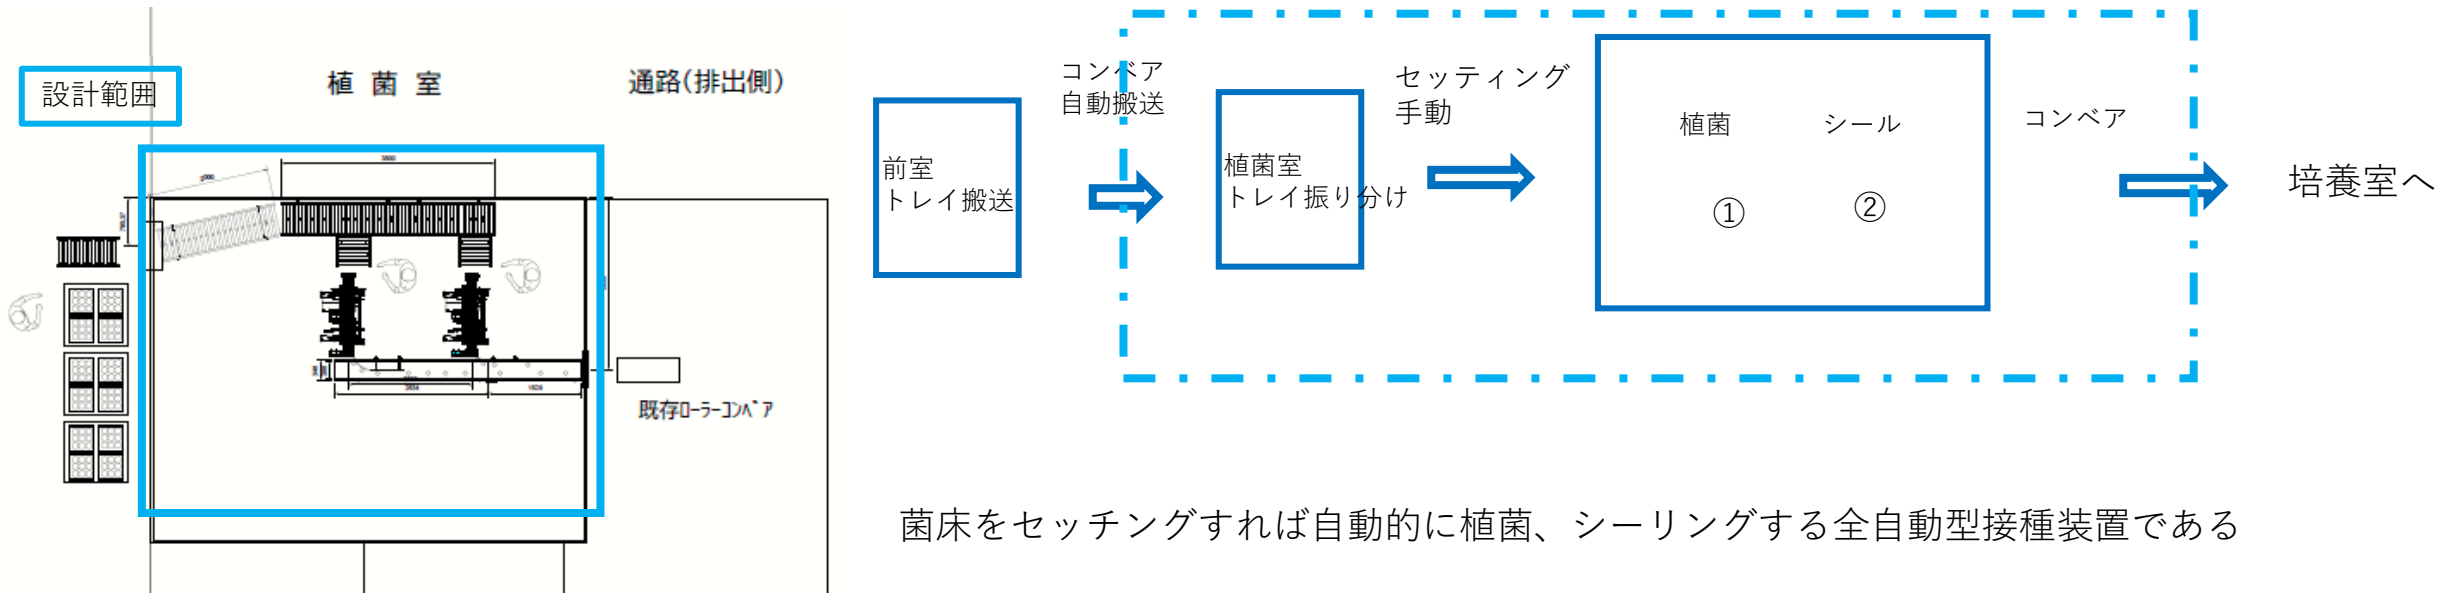 設計範囲
植 菌 室
通路(排出側)
既存ﾛｰﾗｰｺﾝﾍﾞｱ
コンベア
自動搬送
セッティング
手動
前室
トレイ搬送
植菌室
トレイ振り分け
植菌
シール
①
②
コンベア
培養室へ
菌床をセッチングすれば自動的に植菌、シーリングする全自動型接種装置である